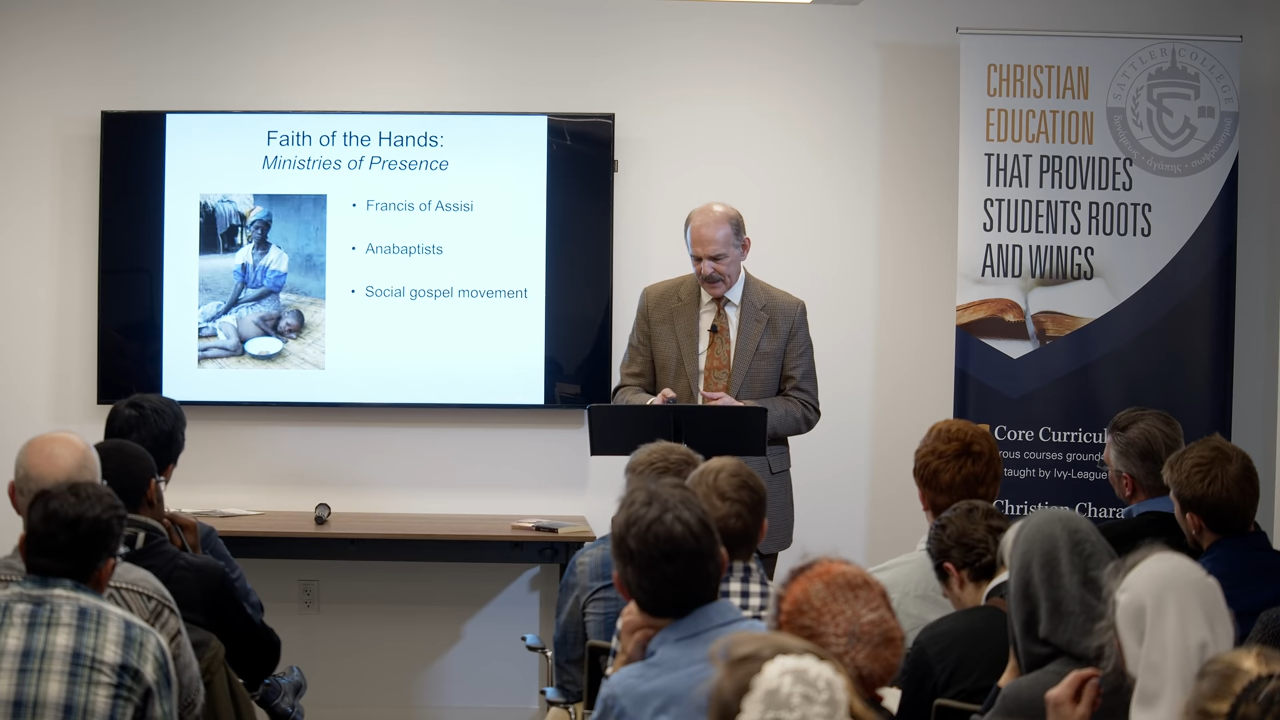 Faith of the Hands:
Ministries of Presence
• Francis of Assisi
• Anabaptists
• Social gospel movement
SATTLER COLLEGE
CHRISTIAN
EDUCATION
THAT PROVIDES
STUDENTS ROOTS
AND WINGS
Core Curricul
rous courses ground
taught by Ivy-League
Christian Chara